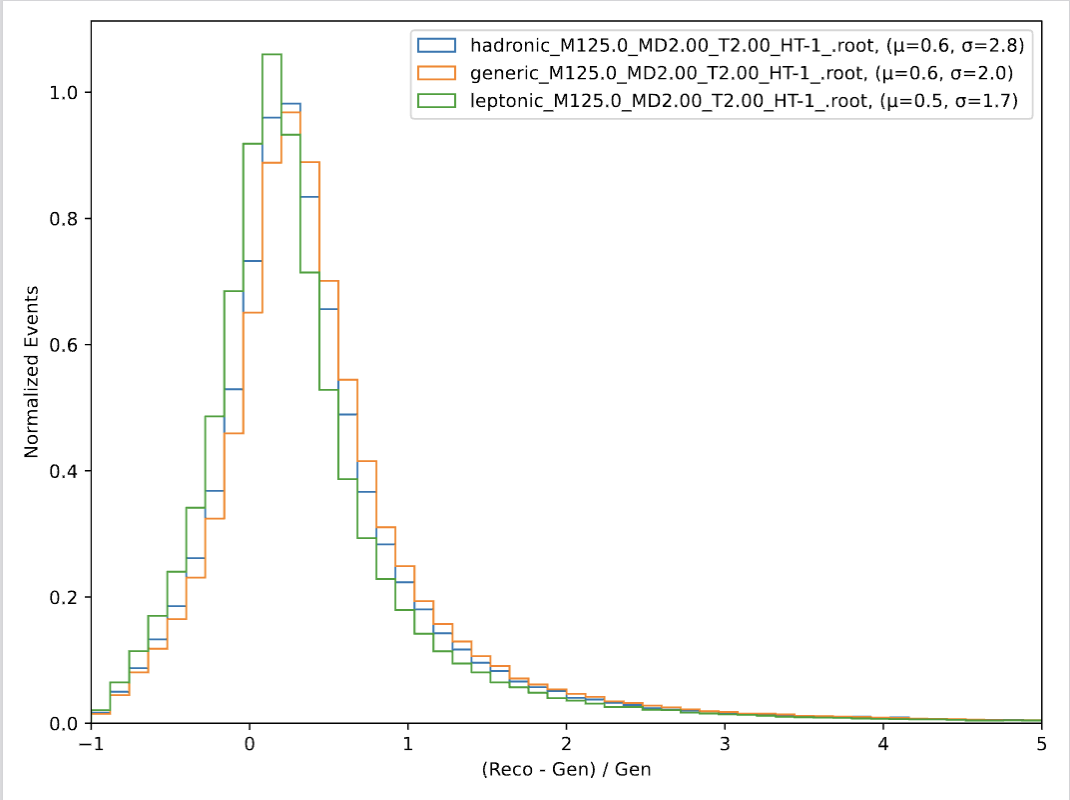 hadronic_M125.0_MD2.00_T2.00_HT-1_.root, (μ=0.6, σ=2.8)
generic_M125.0_MD2.00_T2.00_HT-1_.root, (μ=0.6, σ=2.0)
leptonic_M125.0_MD2.00_T2.00_HT-1_.root, (μ=0.5, σ=1.7)
Normalized Events
1.0
0.8
0.6
0.4
0.2
0.0
−1 0 1 2 3 4 5
(Reco - Gen) / Gen